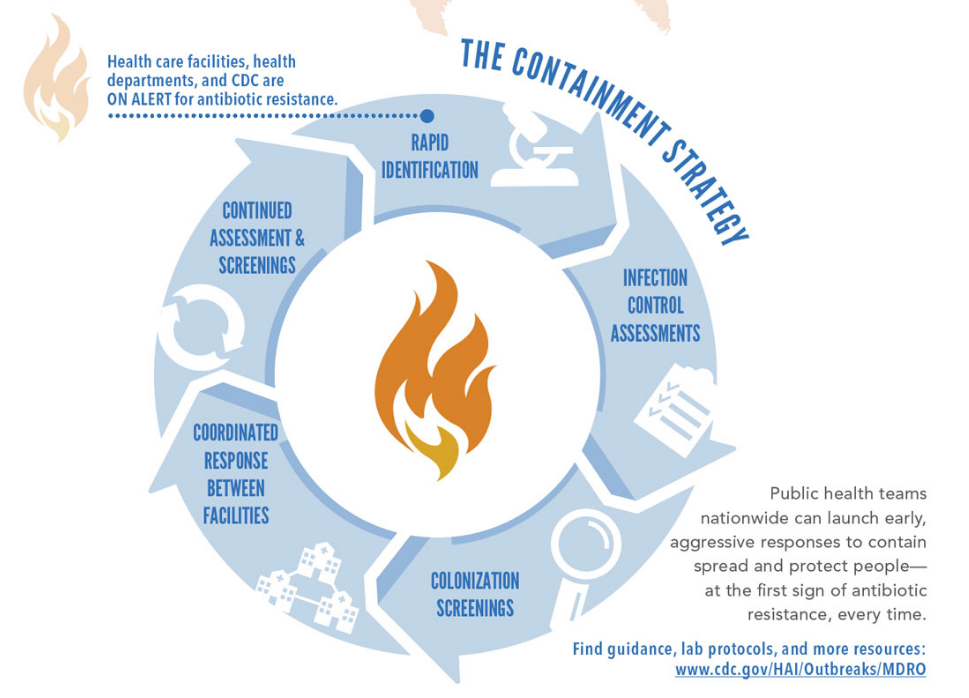 Health care facilities, health
departments, and CDC are
ON ALERT for antibiotic resistance.
THE CONTAINMENT STRATEGY
RAPID
IDENTIFICATION
INFECTION
CONTROL
ASSESSMENTS
COLONIZATION
SCREENINGS
COORDINATED
RESPONSE
BETWEEN
FACILITIES
CONTINUED
ASSESSMENT &
SCREENINGS
Public health teams
nationwide can launch early,
aggressive responses to contain
spread and protect people—
at the first sign of antibiotic
resistance, every time.
Find guidance, lab protocols, and more resources:
www.cdc.gov/HAI/Outbreaks/MDRO